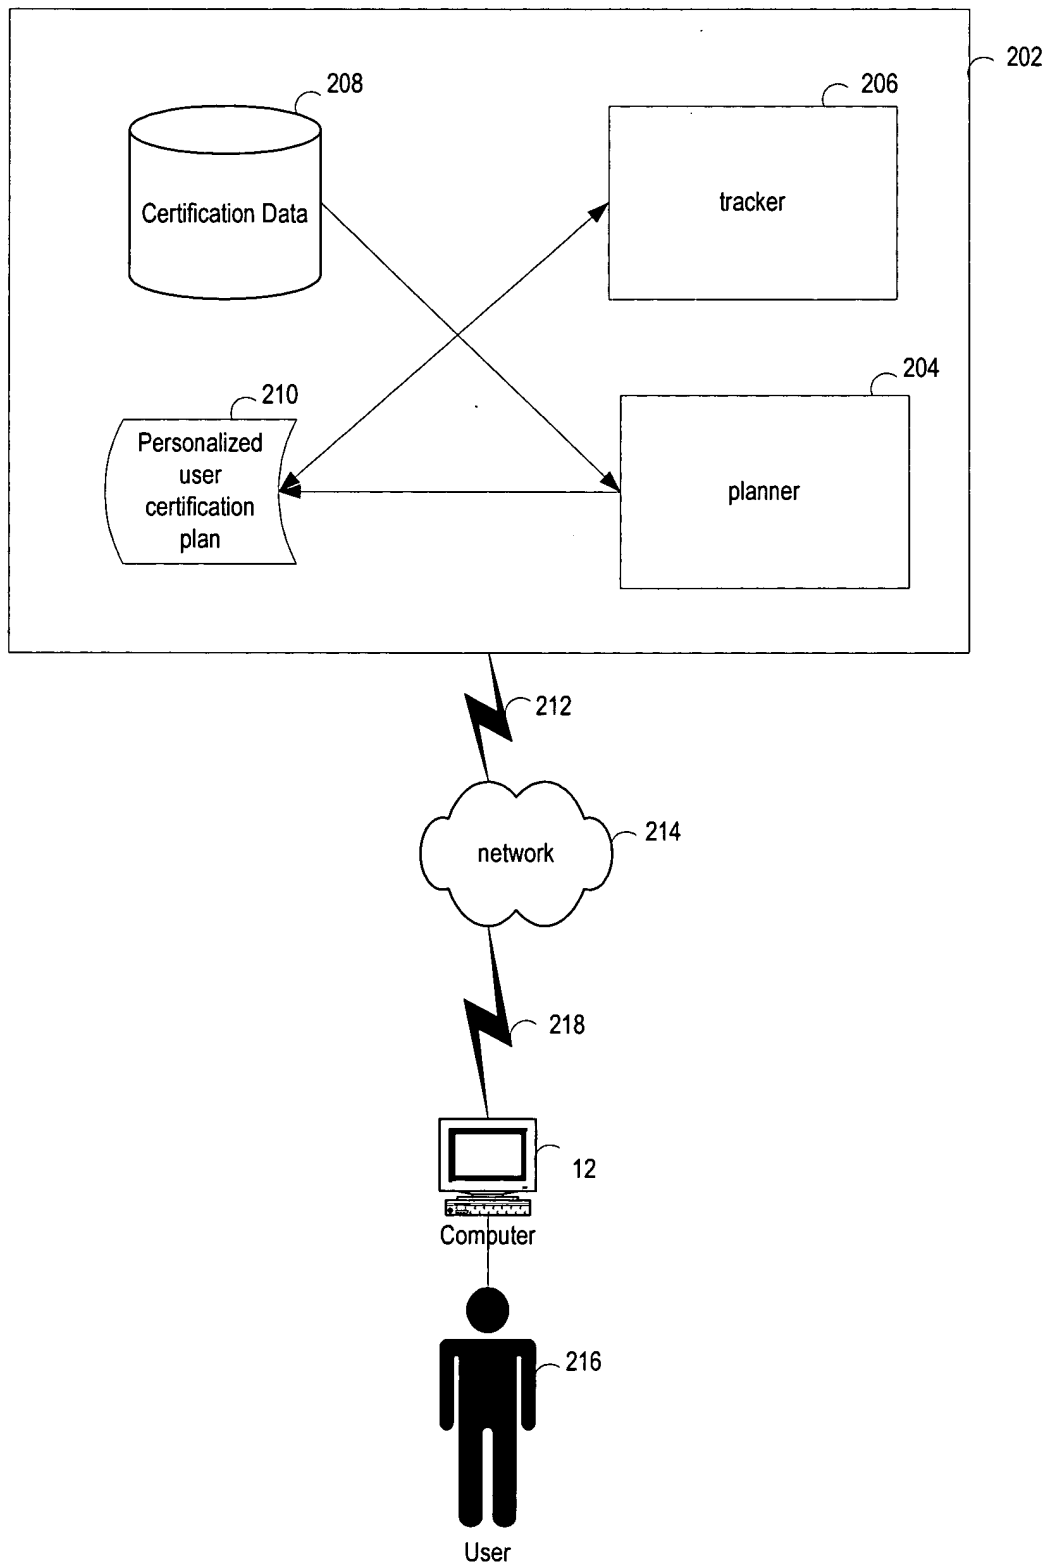 202
208
206
Certification Data
tracker
210
204
Personalized
user
certification
plan
planner
212
214
network
218
12
Computer
216
User